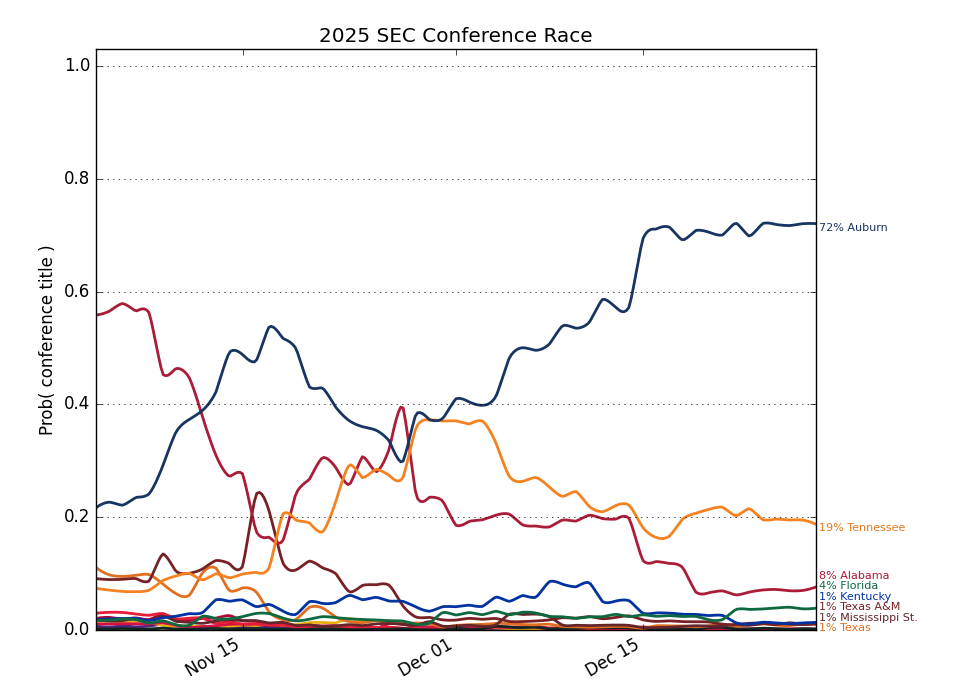 2025 SEC Conference Race
Prob( conference title )
1.0
0.8
0.6
0.4
0.2
0.0
Nov 15
Dec 01
Dec 15
72% Auburn
19% Tennessee
8% Alabama
4% Florida
1% Kentucky
1% Texas A&M
1% Mississippi St.
1% Texas